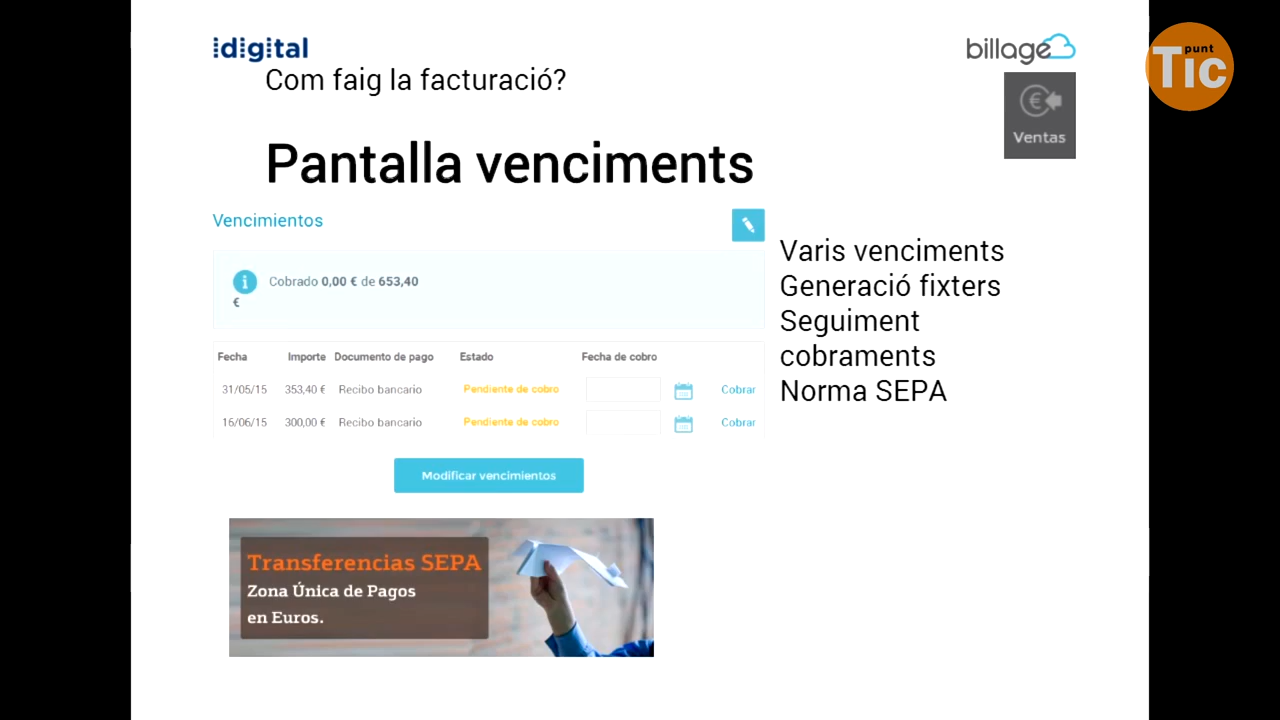 idigital
billage
punt
Tic
Com faig la facturació?
Ventas
Pantalla venciments
Vencimientos
Cobrado 0,00 € de 653,40
€
Fecha Importe Documento de pago Estado Fecha de cobro
31/05/15 353,40 € Recibo bancario Pendiente de cobro Cobrar
16/06/15 300,00 € Recibo bancario Pendiente de cobro Cobrar
Modificar vencimientos
Varis venciments
Generació fixters
Seguiment
cobraments
Norma SEPA
Transferencias SEPA
Zona Única de Pagos
en Euros.